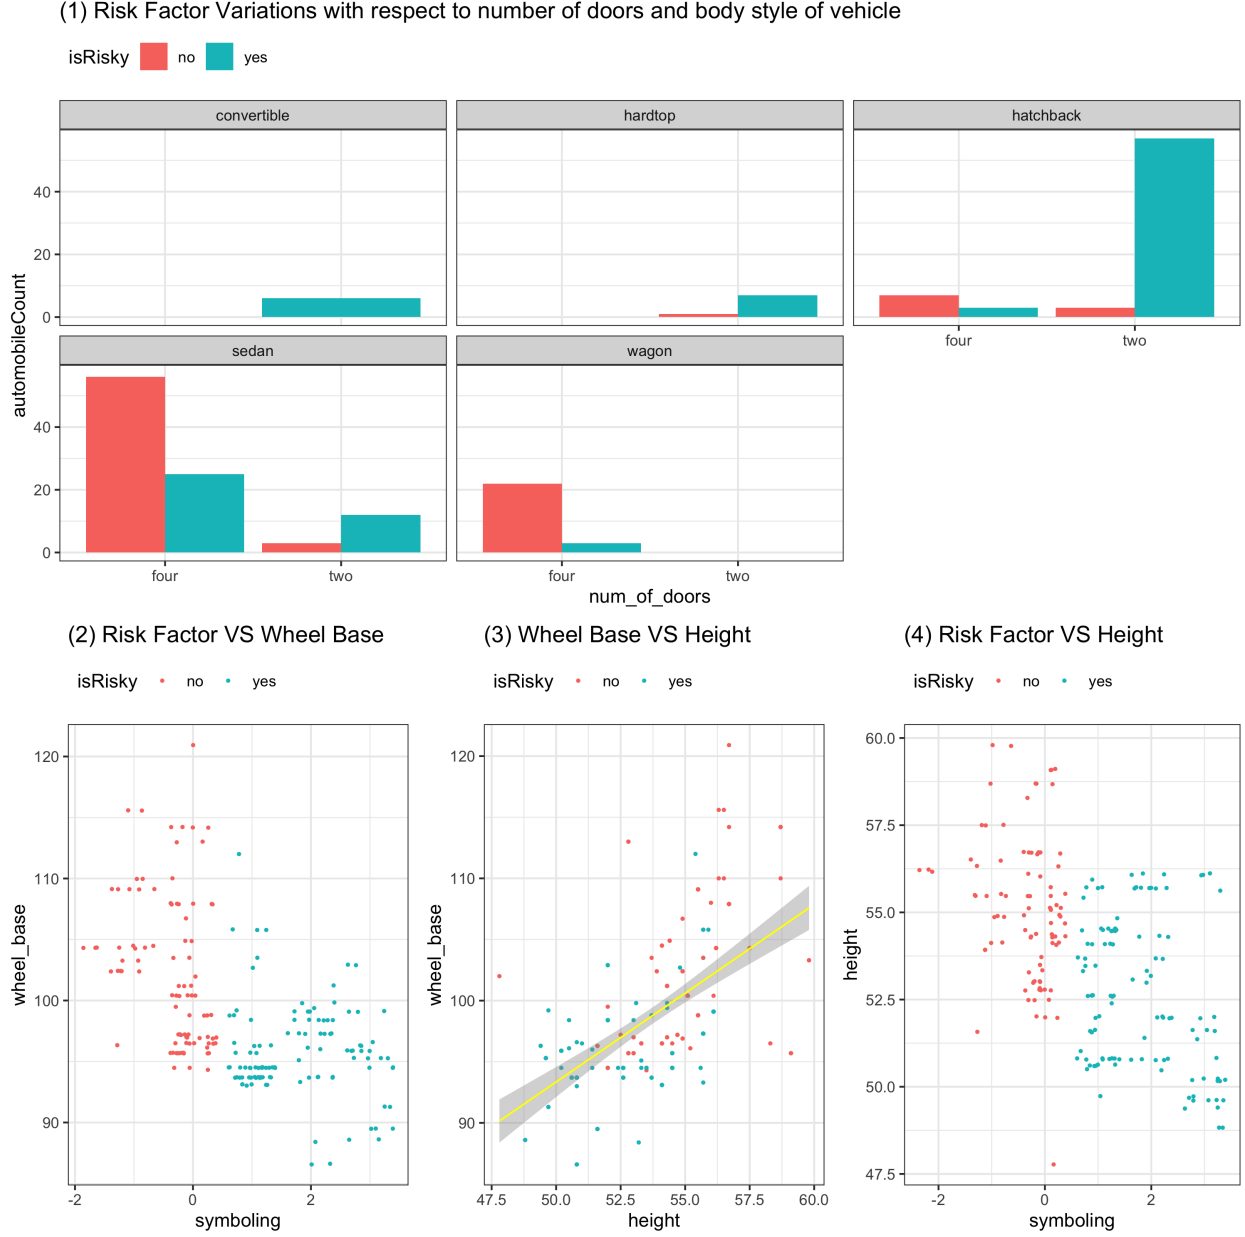 (1) Risk Factor Variations with respect to number of doors and body style of vehicle
isRisky no yes
convertible hardtop hatchback
40
20
0
four two
automobileCount
sedan wagon
40
20
0
four two four two
num_of_doors
(2) Risk Factor VS Wheel Base
isRisky no yes
120
110
100
90
wheel_base
-2 0 2
symboling
(3) Wheel Base VS Height
isRisky no yes
120
110
100
90
wheel_base
47.5 50.0 52.5 55.0 57.5 60.0
height
(4) Risk Factor VS Height
isRisky no yes
60.0
57.5
55.0
52.5
50.0
47.5
height
-2 0 2
symboling